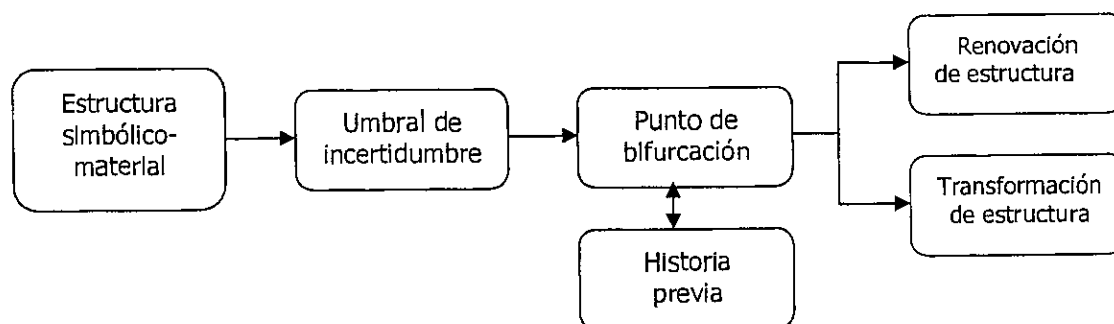 Estructura
simbólico-
material
Umbral de
incertidumbre
Punto de
bifurcación
Historia
previa
Renovación
de estructura
Transformación
de estructura